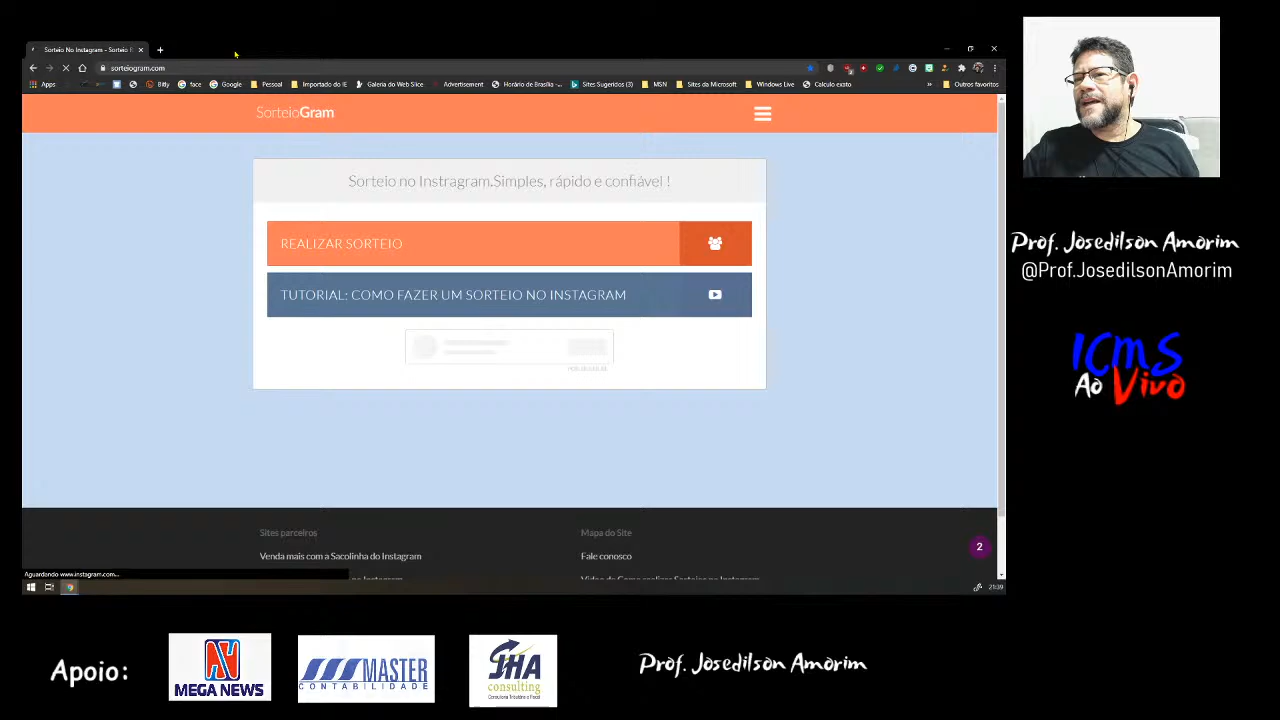 Sorteio No Instagram - Sorteio R
sorteiogram.com
Apps
Bitly
face
Google
Pessoal
Importado do IE
Galeria do Web Slice
Advertisement
Horário de Brasília ...
Sites Sugeridos (3)
MSN
Sites da Microsoft
Windows Live
Calculo exato
»
Outros favoritos
SorteioGram
Sorteio no Instragram.Simples, rápido e confiável !
REALIZAR SORTEIO
TUTORIAL: COMO FAZER UM SORTEIO NO INSTAGRAM
Sites parceiros
Mapa do Site
Venda mais com a Sacolinha do Instagram
Fale conosco
2
Aguardando www.instagram.com...
21:39
Prof. Josedilson Amorim
@Prof.JosedilsonAmorim
ICMS
Ao Vivo
Apoio:
MEGA NEWS
MASTER
CONTABILIDADE
JHA
consulting
Prof. Josedilson Amorim